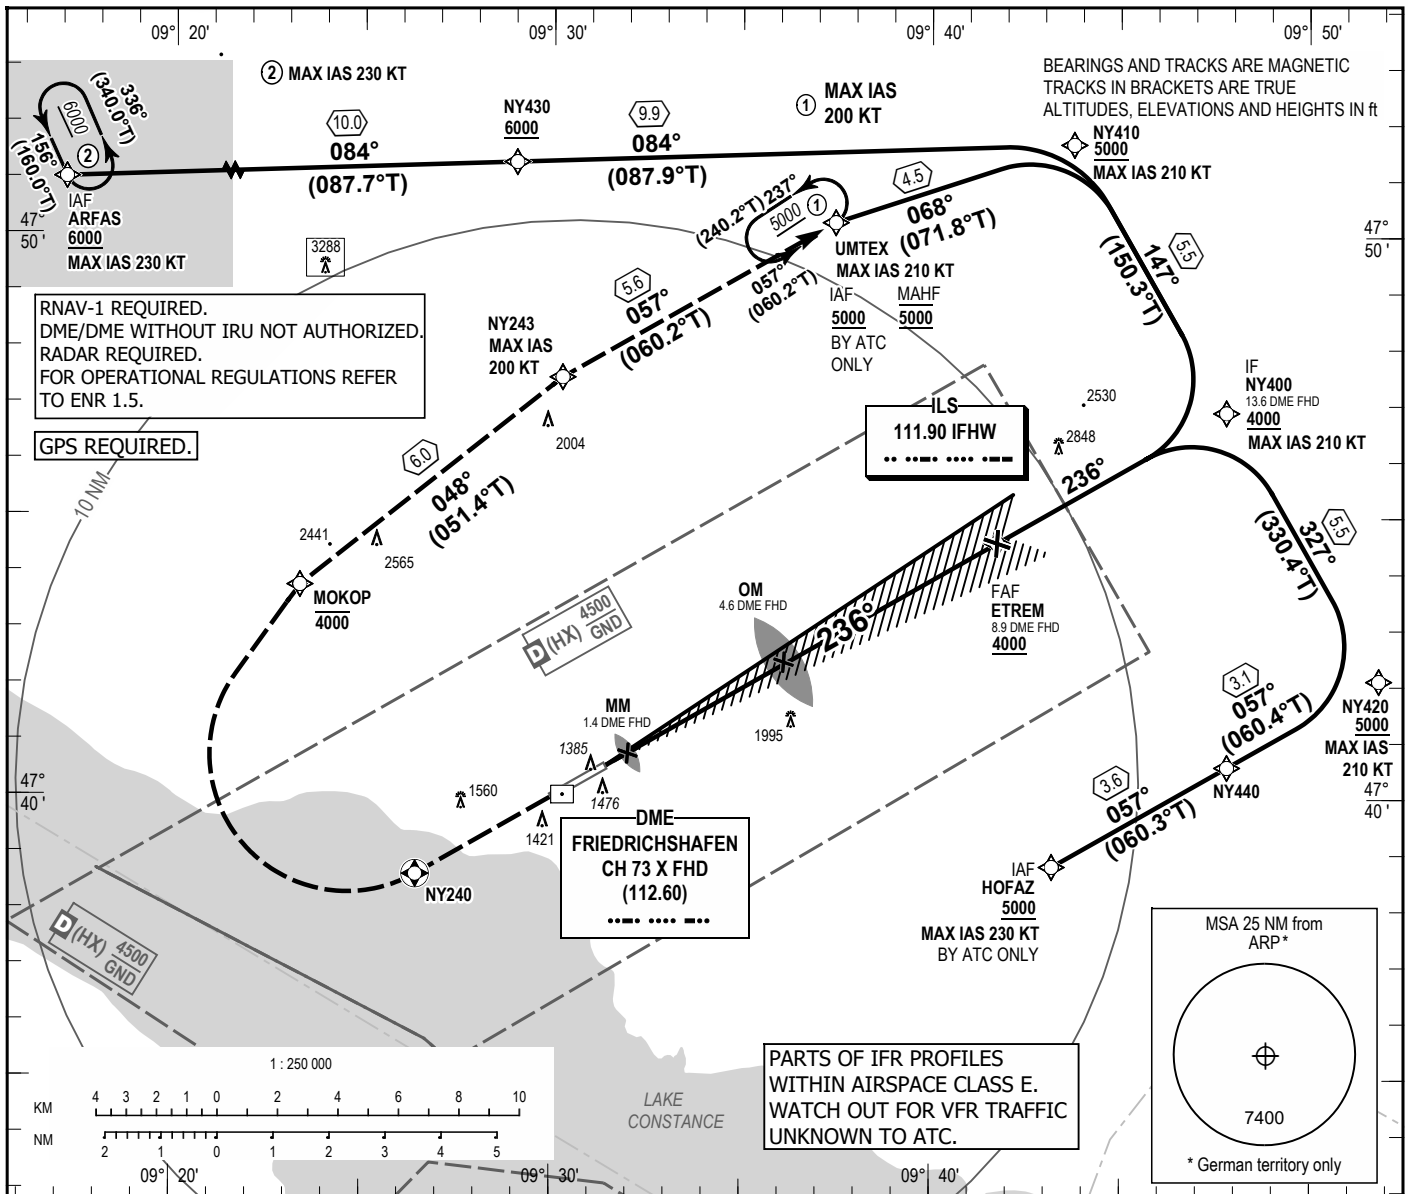 09° 20'
09° 30'
09° 40'
09° 50'
② MAX IAS 230 KT
① MAX IAS
200 KT
BEARINGS AND TRACKS ARE MAGNETIC
TRACKS IN BRACKETS ARE TRUE
ALTITUDES, ELEVATIONS AND HEIGHTS IN ft
336°
(340.0°T)
6000
②
156°
(160.0°T)
IAF
ARFAS
6000
MAX IAS 230 KT
47°
50'
10.0
084°
(087.7°T)
NY430
6000
9.9
084°
(087.9°T)
NY410
5000
MAX IAS 210 KT
237°
(240.2°T)
5000 ①
057°
(060.2°T)
4.5
068°
(071.8°T)
UMTEX
MAX IAS 210 KT
IAF
5000
BY ATC
ONLY
MAHF
5000
147°
(150.3°T)
5.5
47°
50'
3288
RNAV-1 REQUIRED.
DME/DME WITHOUT IRU NOT AUTHORIZED.
RADAR REQUIRED.
FOR OPERATIONAL REGULATIONS REFER
TO ENR 1.5.
GPS REQUIRED.
10 NM
NY243
MAX IAS
200 KT
5.6
057°
(060.2°T)
2004
6.0
048°
(051.4°T)
2441
2565
MOKOP
4000
ILS
111.90 IFHW
2530
2848
IF
NY400
13.6 DME FHD
4000
MAX IAS 210 KT
236°
327°
(330.4°T)
5.5
FAF
ETREM
8.9 DME FHD
4000
OM
4.6 DME FHD
236°
D (HX) 4500
GND
MM
1.4 DME FHD
1995
1385
1476
1560
1421
47°
40'
3.1
057°
(060.4°T)
NY420
5000
MAX IAS
210 KT
NY440
47°
40'
3.6
057°
(060.3°T)
IAF
HOFAZ
5000
MAX IAS 230 KT
BY ATC ONLY
DME
FRIEDRICHSHAFEN
CH 73 X FHD
(112.60)
NY240
D (HX) 4500
GND
MSA 25 NM from
ARP*
7400
* German territory only
1 : 250 000
KM 4 3 2 1 0 2 4 6 8 10
NM 2 1 0 1 2 3 4 5
LAKE
CONSTANCE
PARTS OF IFR PROFILES
WITHIN AIRSPACE CLASS E.
WATCH OUT FOR VFR TRAFFIC
UNKNOWN TO ATC.
09° 20'
09° 30'
09° 40'